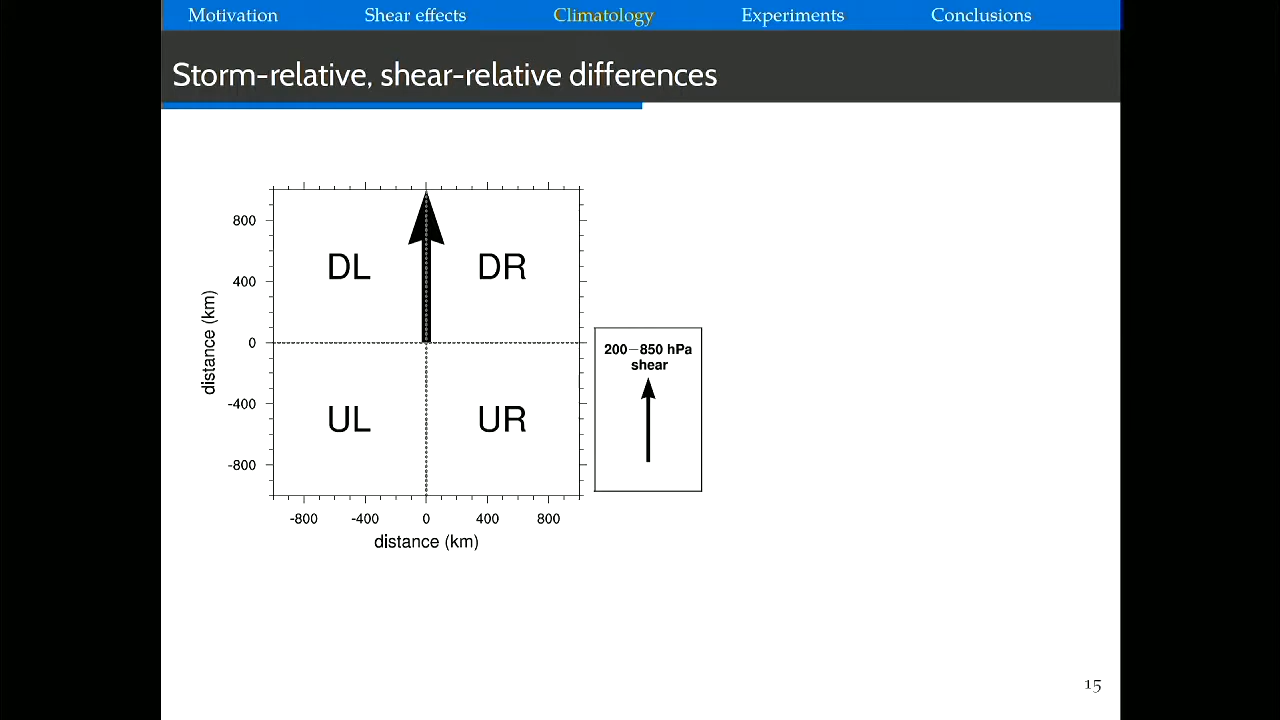 Motivation Shear effects Climatology Experiments Conclusions
Storm-relative, shear-relative differences
800
400
0
-400
-800
distance (km)
DL DR
UL UR
-800 -400 0 400 800
distance (km)
200−850 hPa
shear
15